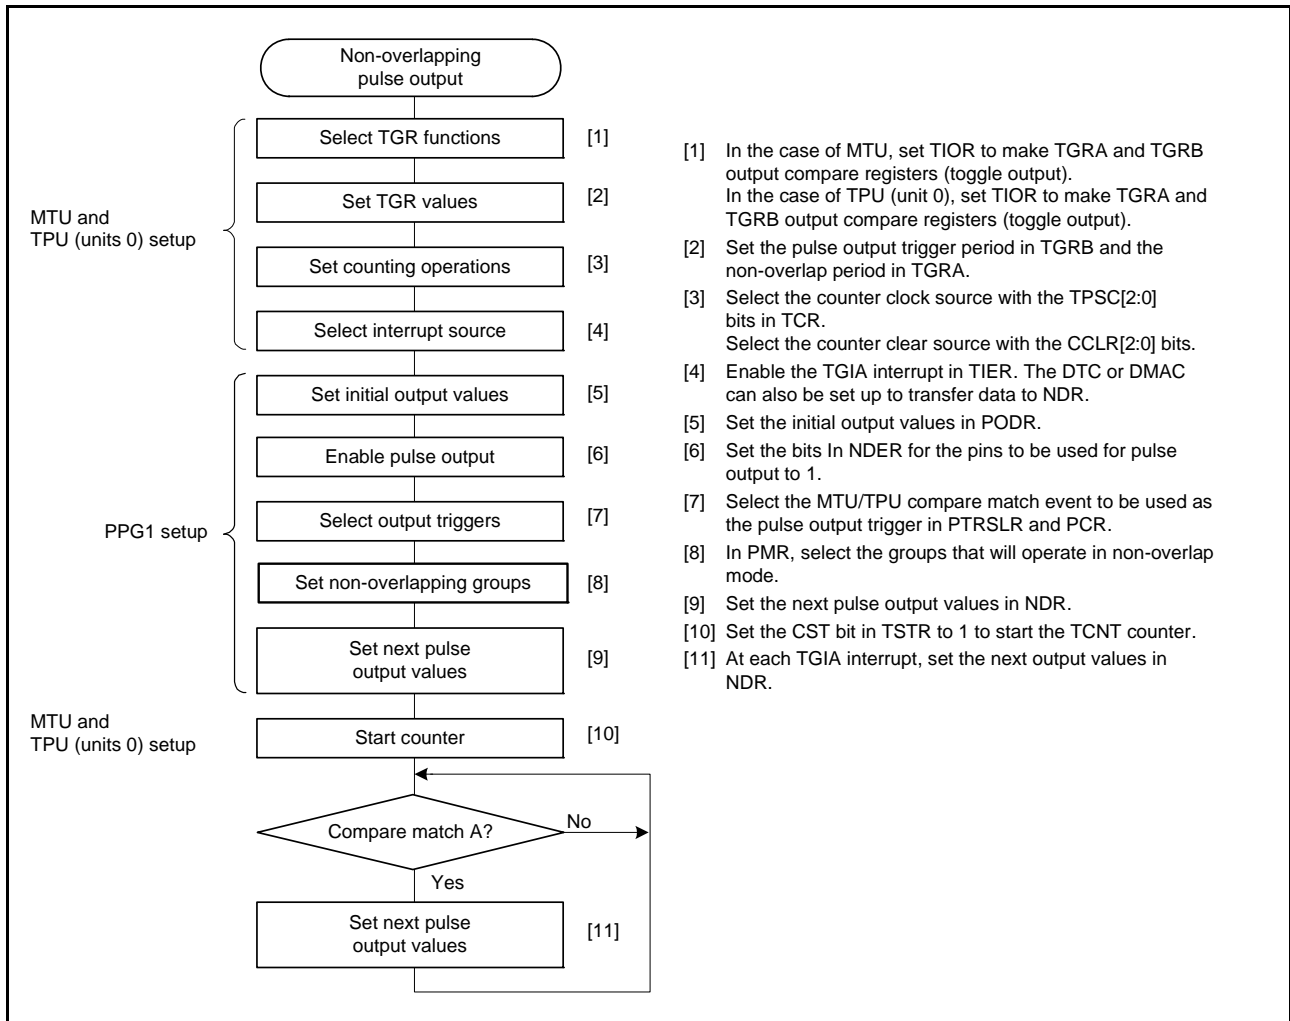 Non-overlapping
pulse output
MTU and
TPU (units 0) setup
Select TGR functions [1]
Set TGR values [2]
Set counting operations [3]
Select interrupt source [4]
PPG1 setup
Set initial output values [5]
Enable pulse output [6]
Select output triggers [7]
Set non-overlapping groups [8]
Set next pulse
output values [9]
MTU and
TPU (units 0) setup
Start counter [10]
Compare match A?
No
Yes
Set next pulse
output values [11]
[1] In the case of MTU, set TIOR to make TGRA and TGRB
output compare registers (toggle output).
In the case of TPU (unit 0), set TIOR to make TGRA and
TGRB output compare registers (toggle output).
[2] Set the pulse output trigger period in TGRB and the
non-overlap period in TGRA.
[3] Select the counter clock source with the TPSC[2:0]
bits in TCR.
Select the counter clear source with the CCLR[2:0] bits.
[4] Enable the TGIA interrupt in TIER. The DTC or DMAC
can also be set up to transfer data to NDR.
[5] Set the initial output values in PODR.
[6] Set the bits In NDER for the pins to be used for pulse
output to 1.
[7] Select the MTU/TPU compare match event to be used as
the pulse output trigger in PTRSLR and PCR.
[8] In PMR, select the groups that will operate in non-overlap
mode.
[9] Set the next pulse output values in NDR.
[10] Set the CST bit in TSTR to 1 to start the TCNT counter.
[11] At each TGIA interrupt, set the next output values in
NDR.